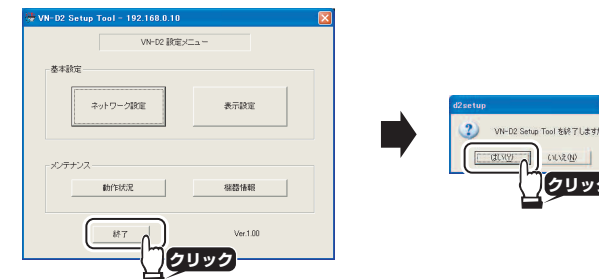 VN-D2 Setup Tool - 192.168.0.10
VN-D2 設定メニュー
基本設定
ネットワーク設定
表示設定
メンテナンス
動作状況
機器情報
終了
Ver.1.00
クリック
d2setup
VN-D2 Setup Tool を終了しますか
はい(Y)
いいえ(N)
クリック